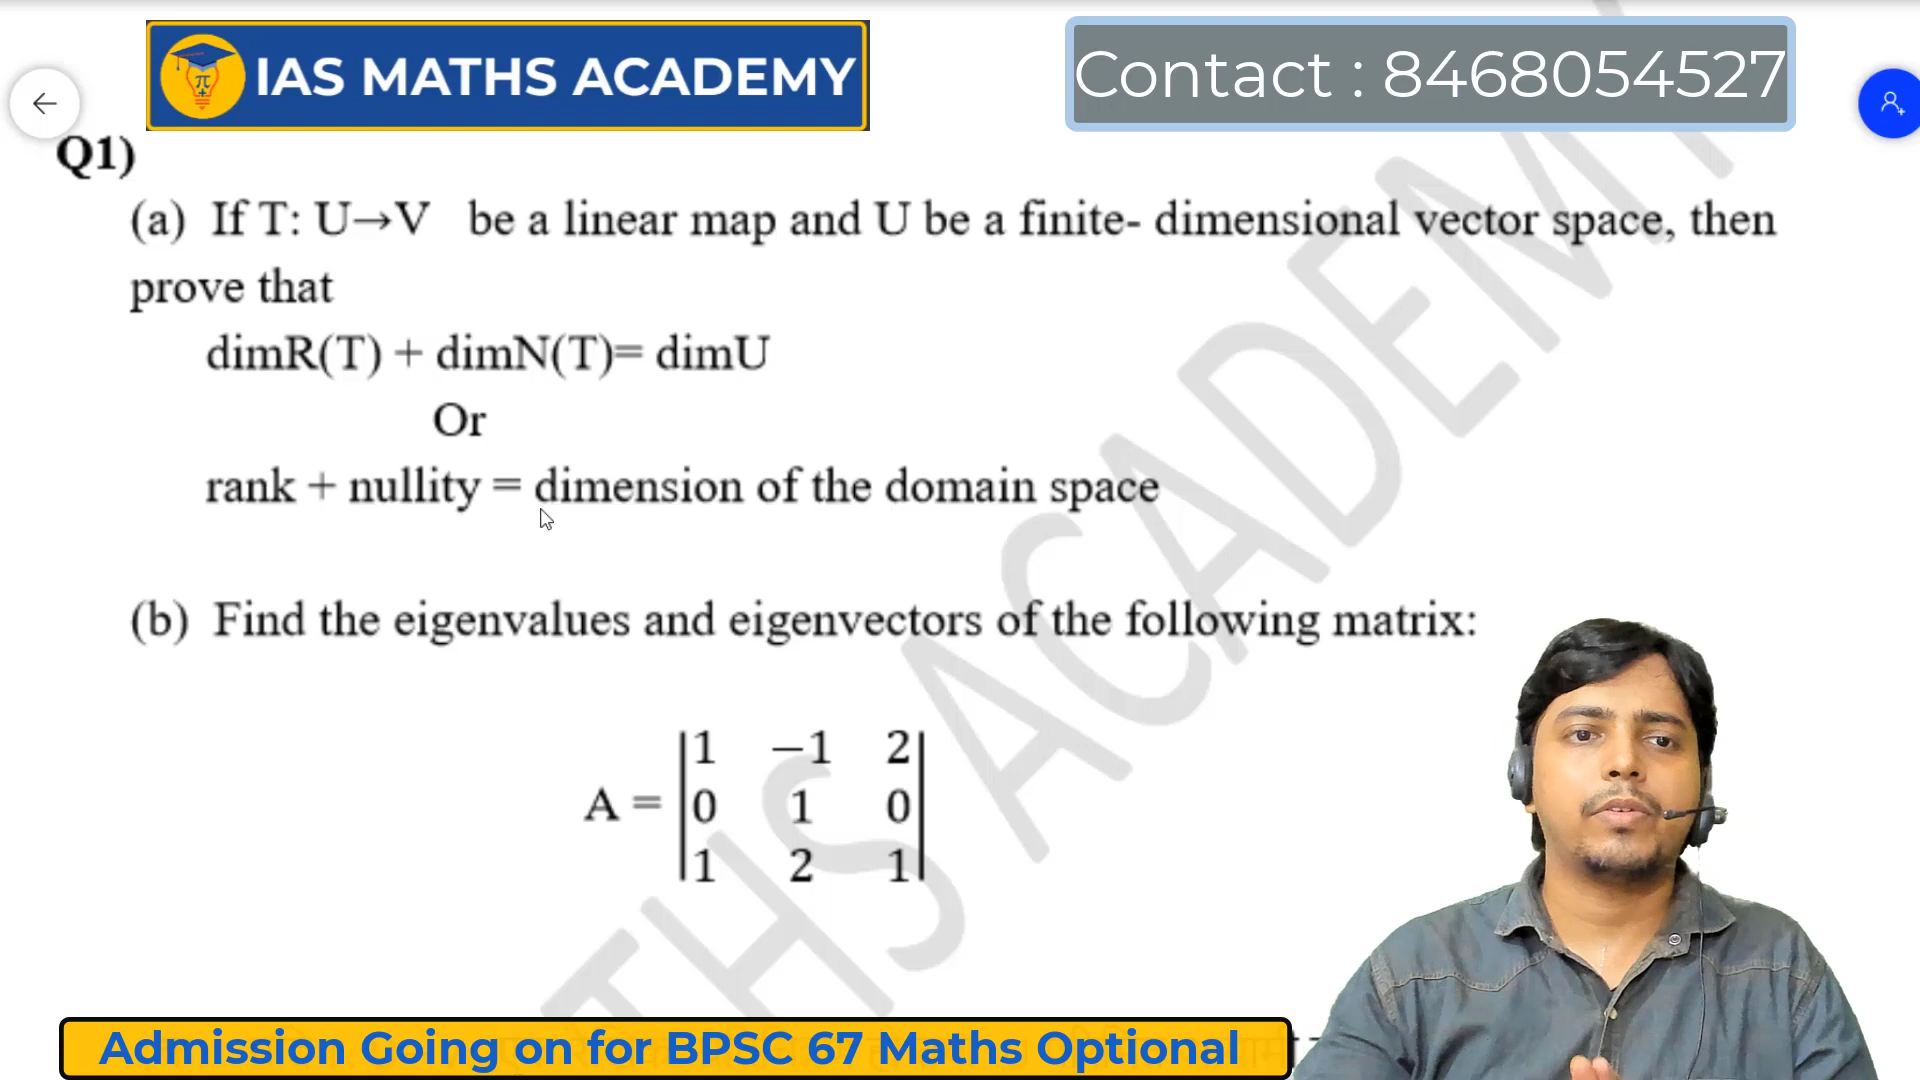 IAS MATHS ACADEMY
Contact : 8468054527
Q1)
(a) If T: U→V be a linear map and U be a finite- dimensional vector space, then
prove that
dimR(T) + dimN(T)= dimU
Or
rank + nullity = dimension of the domain space
(b) Find the eigenvalues and eigenvectors of the following matrix:
A = |1 −1 2|
|0 1 0|
|1 2 1|
THS ACADEMY
Admission Going on for BPSC 67 Maths Optional